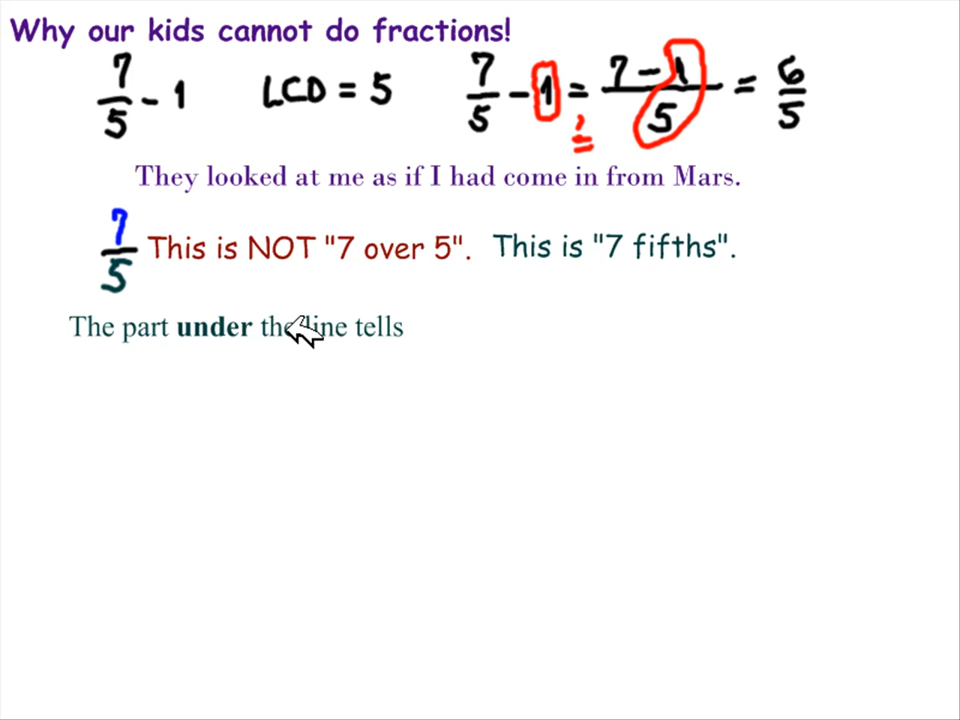 Why our kids cannot do fractions!
7/5 - 1 LCD = 5 7/5 - 1 = (7 - 1)/5 = 6/5
? =
They looked at me as if I had come in from Mars.
7/5 This is NOT "7 over 5". This is "7 fifths".
The part under the line tells